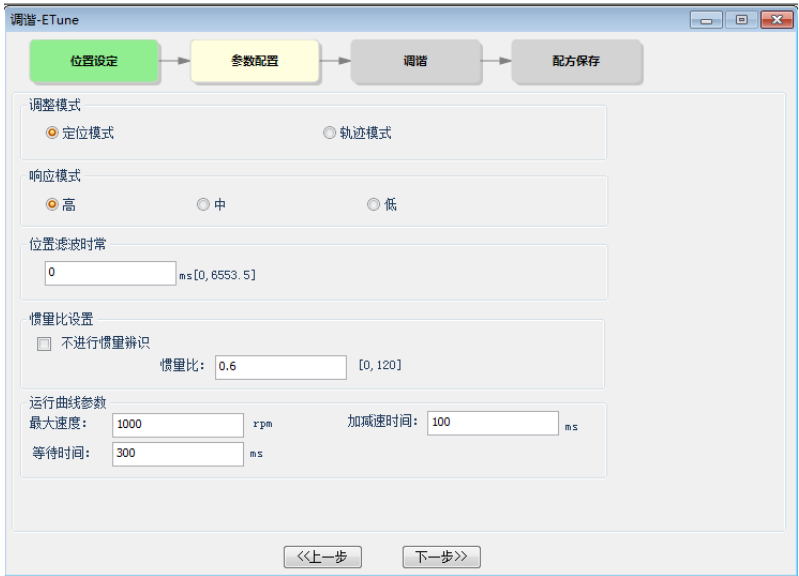 调谐-ETune
位置设定 参数配置 调谐 配方保存
调整模式
定位模式 轨迹模式
响应模式
高 中 低
位置滤波时常
0 ms[0,6553.5]
惯量比设置
不进行惯量辨识
惯量比: 0.6 [0,120]
运行曲线参数
最大速度: 1000 rpm 加减速时间: 100 ms
等待时间: 300 ms
<<上一步 下一步>>